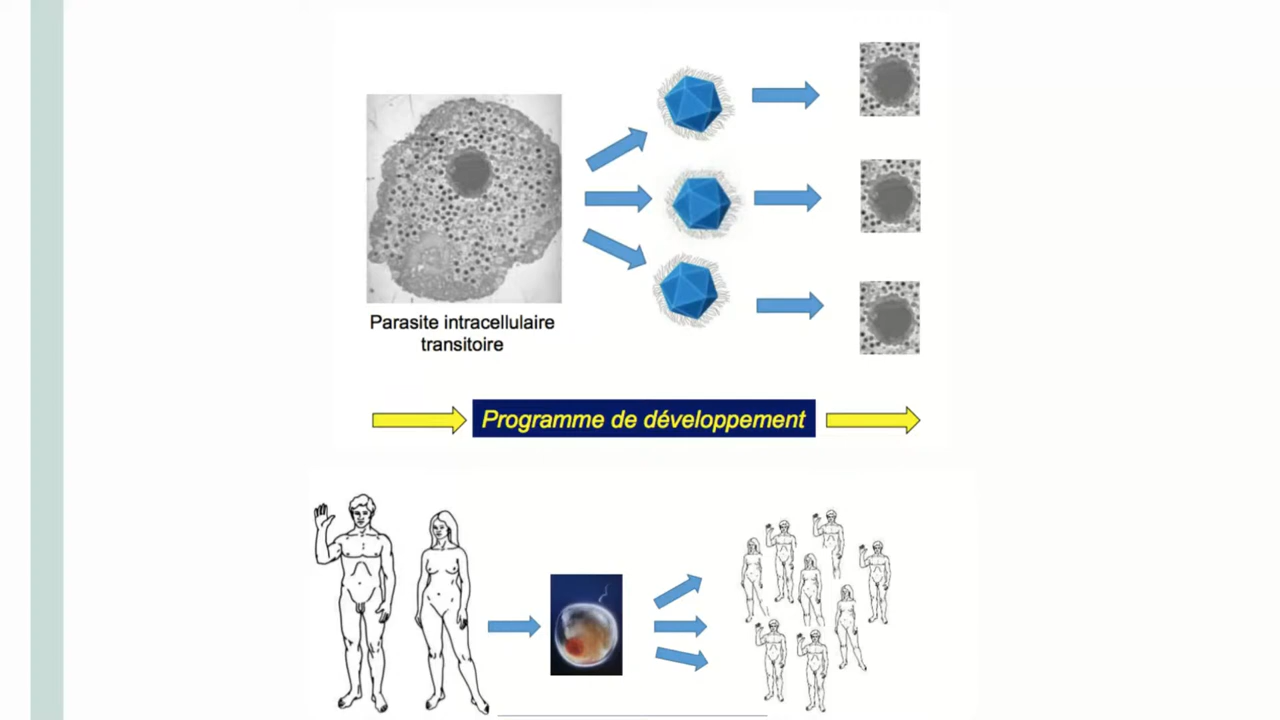 Parasite intracellulaire
transitoire
Programme de développement